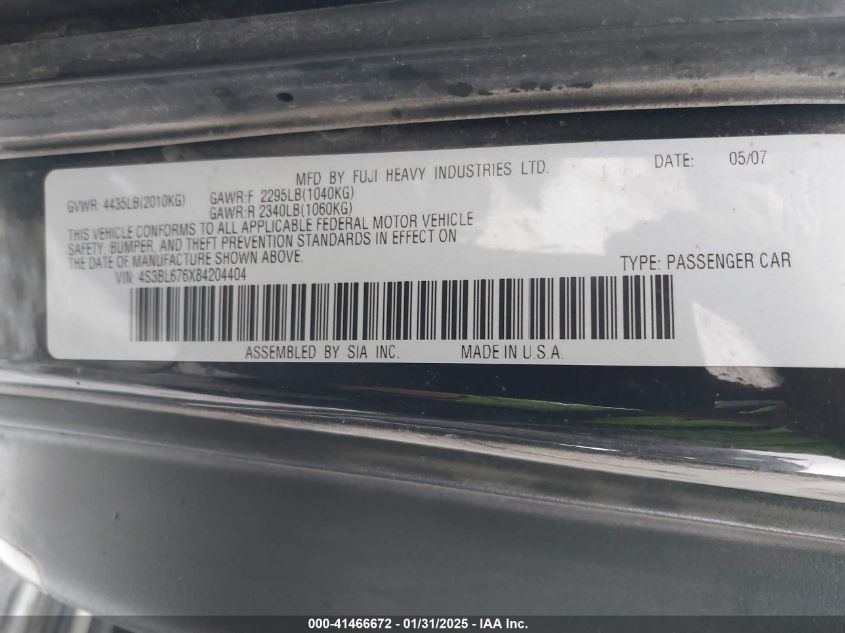 MFD BY FUJI HEAVY INDUSTRIES LTD. DATE: 05/07
GVWR: 4435LB(2010KG) GAWR:F 2295LB(1040KG)
GAWR:R 2340LB(1060KG)
THIS VEHICLE CONFORMS TO ALL APPLICABLE FEDERAL MOTOR VEHICLE
SAFETY, BUMPER, AND THEFT PREVENTION STANDARDS IN EFFECT ON
THE DATE OF MANUFACTURE SHOWN ABOVE.
VIN: 4S3BL676X84204404 TYPE: PASSENGER CAR
ASSEMBLED BY SIA INC. MADE IN U.S.A.
000-41466672 / 01/31/2025 - IAA Inc.